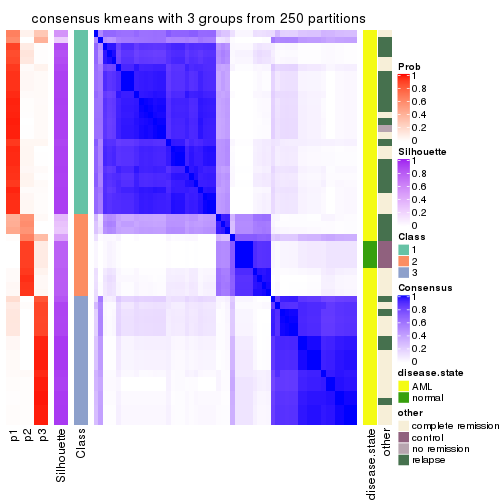 consensus kmeans with 3 groups from 250 partitions
p1
p2
p3
Silhouette
Class
disease.state
other
Prob
1
0.8
0.6
0.4
0.2
0
Silhouette
1
0.8
0.6
0.4
0.2
0
Class
1
2
3
Consensus
1
0.8
0.6
0.4
0.2
0
disease.state
AML
normal
other
complete remission
control
no remission
relapse